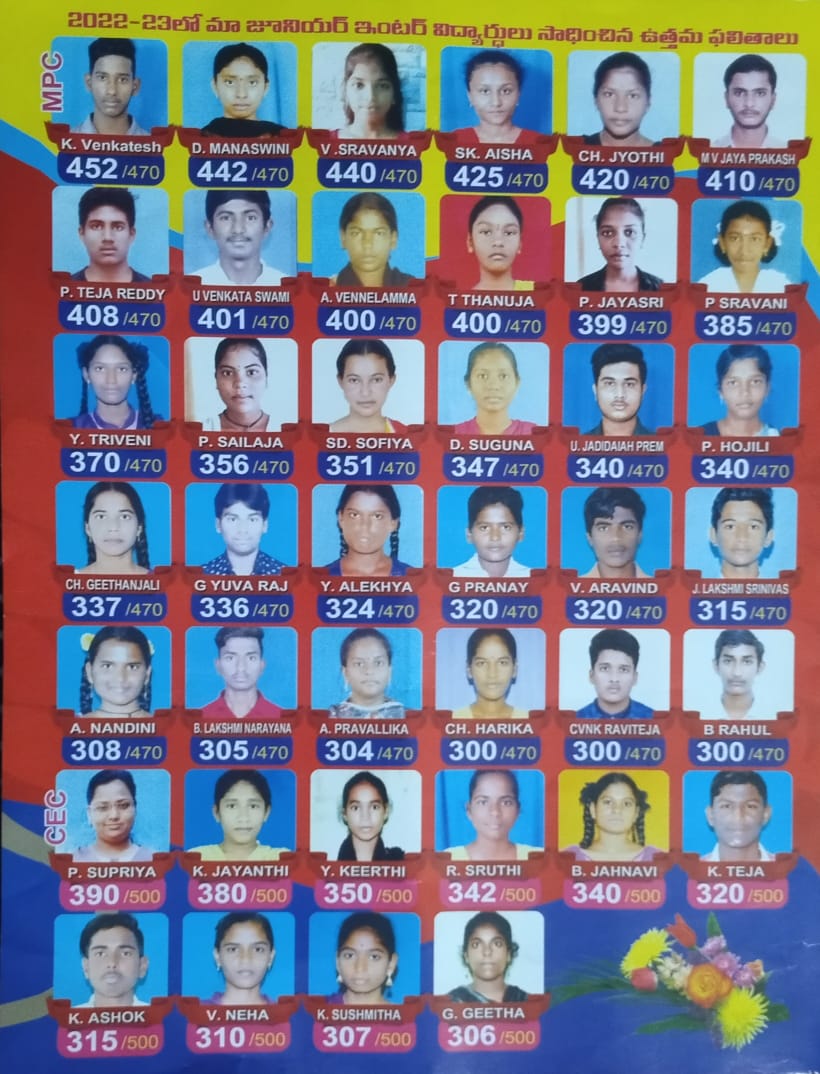 2022-23లో మా జూనియర్ ఇంటర్ విద్యార్ధులు సాధించిన ఉత్తమ ఫలితాలు
MPC
K. Venkatesh D. MANASWINI V .SRAVANYA SK. AISHA CH. JYOTHI M V JAYA PRAKASH
452/470 442/470 440/470 425/470 420/470 410/470
P. TEJA REDDY U VENKATA SWAMI A. VENNELAMMA T THANUJA P. JAYASRI P SRAVANI
408/470 401/470 400/470 400/470 399/470 385/470
Y. TRIVENI P. SAILAJA SD. SOFIYA D. SUGUNA U. JADIDAIAH PREM P. HOJILI
370/470 356/470 351/470 347/470 340/470 340/470
CH. GEETHANJALI G YUVA RAJ Y. ALEKHYA G PRANAY V. ARAVIND J. LAKSHMI SRINIVAS
337/470 336/470 324/470 320/470 320/470 315/470
A. NANDINI B. LAKSHMI NARAYANA A. PRAVALLIKA CH. HARIKA CVNK RAVITEJA B RAHUL
308/470 305/470 304/470 300/470 300/470 300/470
CEC
P. SUPRIYA K. JAYANTHI Y. KEERTHI R. SRUTHI B. JAHNAVI K. TEJA
390/500 380/500 350/500 342/500 340/500 320/500
K. ASHOK V. NEHA K. SUSHMITHA G. GEETHA
315/500 310/500 307/500 306/500